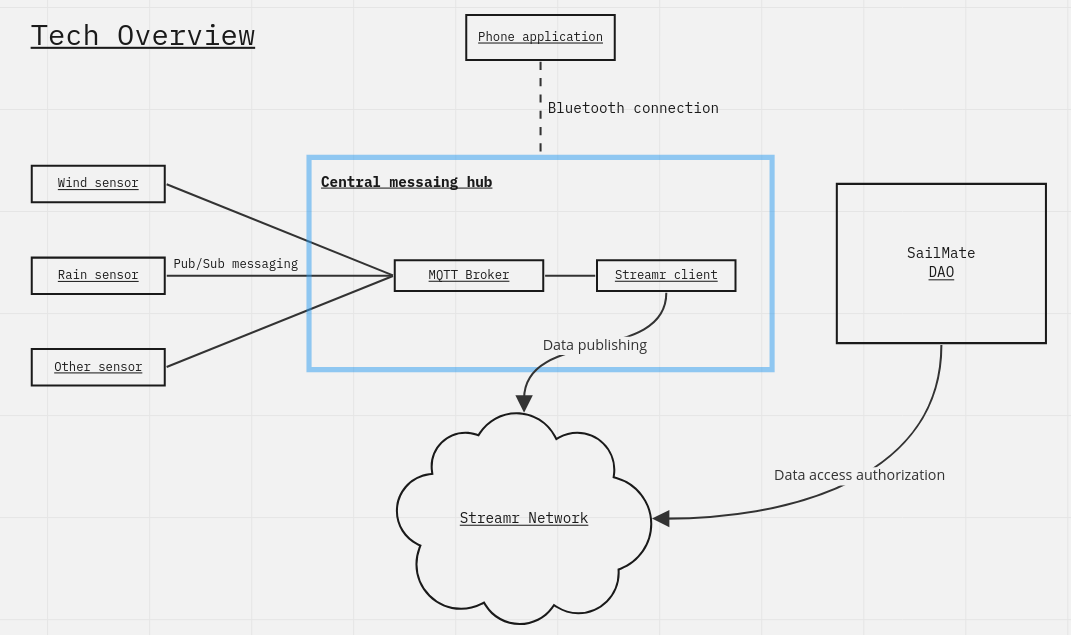 Tech Overview
Phone application
Bluetooth connection
Wind sensor
Central messaing hub
Rain sensor
Pub/Sub messaging
MQTT Broker
Streamr client
SailMate
DAO
Data publishing
Other sensor
Data access authorization
Streamr Network